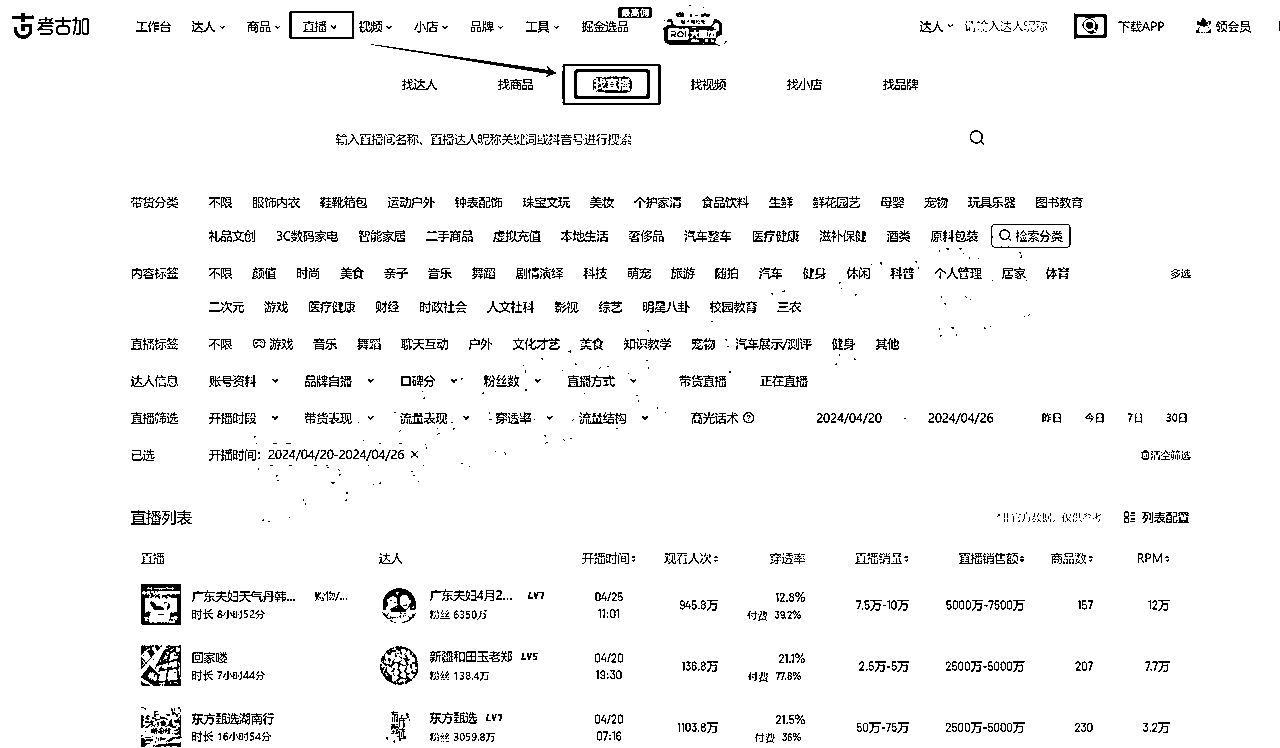 考古加 工作台 达人 商品 直播 视频 小店 品牌 工具 掘金选品 达人 请输入达人昵称 下载APP 领会员
找达人 找商品 找直播 找视频 找小店 找品牌
输入直播间名称、直播达人昵称关键词或抖音号进行搜索
带货分类 不限 服饰内衣 鞋靴箱包 运动户外 钟表配饰 珠宝文玩 美妆 个护家清 食品饮料 生鲜 鲜花园艺 母婴 宠物 玩具乐器 图书教育
礼品文创 3C数码家电 智能家居 二手商品 虚拟充值 本地生活 奢侈品 汽车整车 医疗健康 滋补保健 酒类 原料包装 检索分类
内容标签 不限 颜值 时尚 美食 亲子 音乐 舞蹈 剧情演绎 科技 萌宠 旅游 随拍 汽车 健身 休闲 科普 个人管理 居家 体育 多选
二次元 游戏 医疗健康 财经 时政社会 人文社科 影视 综艺 明星八卦 校园教育 三农
直播标签 不限 游戏 音乐 舞蹈 聊天互动 户外 文化才艺 美食 知识教学 宠物 汽车展示/测评 健身 其他
达人信息 账号资料 品牌自播 口碑分 粉丝数 直播方式 带货直播 正在直播
直播筛选 开播时段 带货表现 流量表现 穿透率 流量结构 高光话术 2024/04/20 - 2024/04/26 昨日 今日 7日 30日
已选 开播时间：2024/04/20-2024/04/26 × 清空筛选
直播列表 非官方数据，仅供参考 列表配置
直播 达人 开播时间 观看人次 穿透率 直播销量 直播销售额 商品数 RPM
广东夫妇天气丹韩... 购物/... 广东夫妇4月2... LV7 04/25 945.8万 12.8% 7.5万-10万 5000万-7500万 157 12万
时长 8小时52分 粉丝 6350万 11:01 付费 39.2%
回家喽 新疆和田玉老郑 LV5 04/20 136.8万 21.1% 2.5万-5万 2500万-5000万 207 7.7万
时长 7小时44分 粉丝 138.4万 19:30 付费 77.8%
东方甄选湖南行 东方甄选 LV7 04/20 1103.8万 21.5% 50万-75万 2500万-5000万 230 3.2万
时长 16小时54分 粉丝 3059.8万 07:16 付费 36%